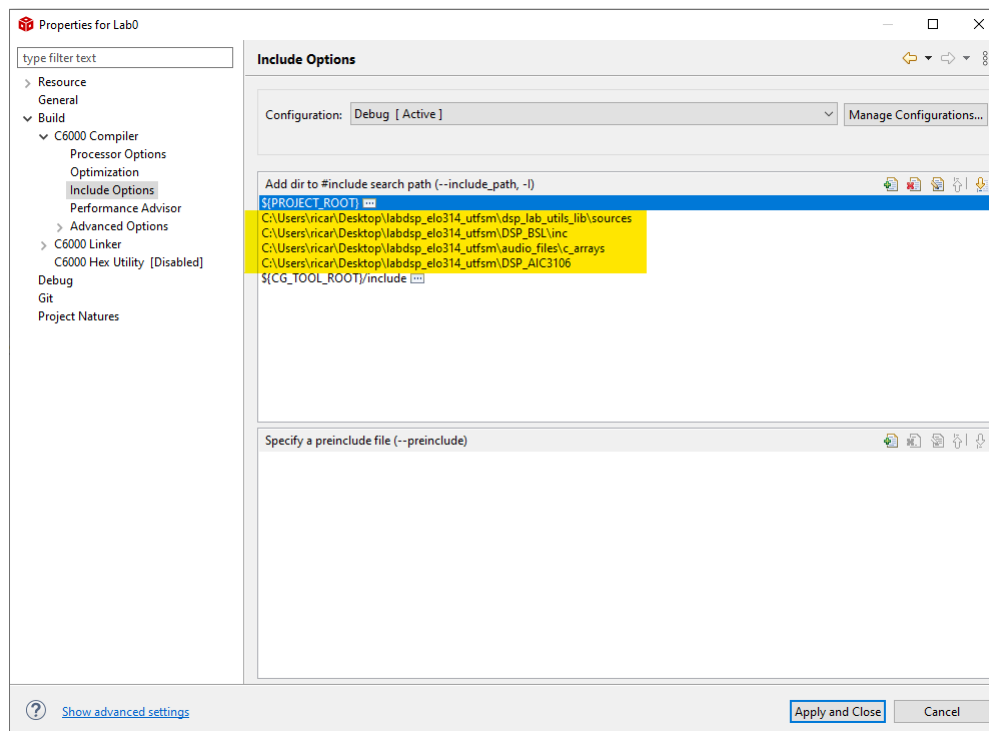 Properties for Lab0
type filter text
Include Options
Resource
General
Build
C6000 Compiler
Processor Options
Optimization
Include Options
Performance Advisor
Advanced Options
C6000 Linker
C6000 Hex Utility [Disabled]
Debug
Git
Project Natures
Configuration: Debug [ Active ] Manage Configurations...
Add dir to #include search path (--include_path, -I)
${PROJECT_ROOT}
C:\Users\ricar\Desktop\labdsp_elo314_utfsm\dsp_lab_utils_lib\sources
C:\Users\ricar\Desktop\labdsp_elo314_utfsm\DSP_BSL\inc
C:\Users\ricar\Desktop\labdsp_elo314_utfsm\audio_files\c_arrays
C:\Users\ricar\Desktop\labdsp_elo314_utfsm\DSP_AIC3106
${CG_TOOL_ROOT}/include
Specify a preinclude file (--preinclude)
Show advanced settings
Apply and Close
Cancel